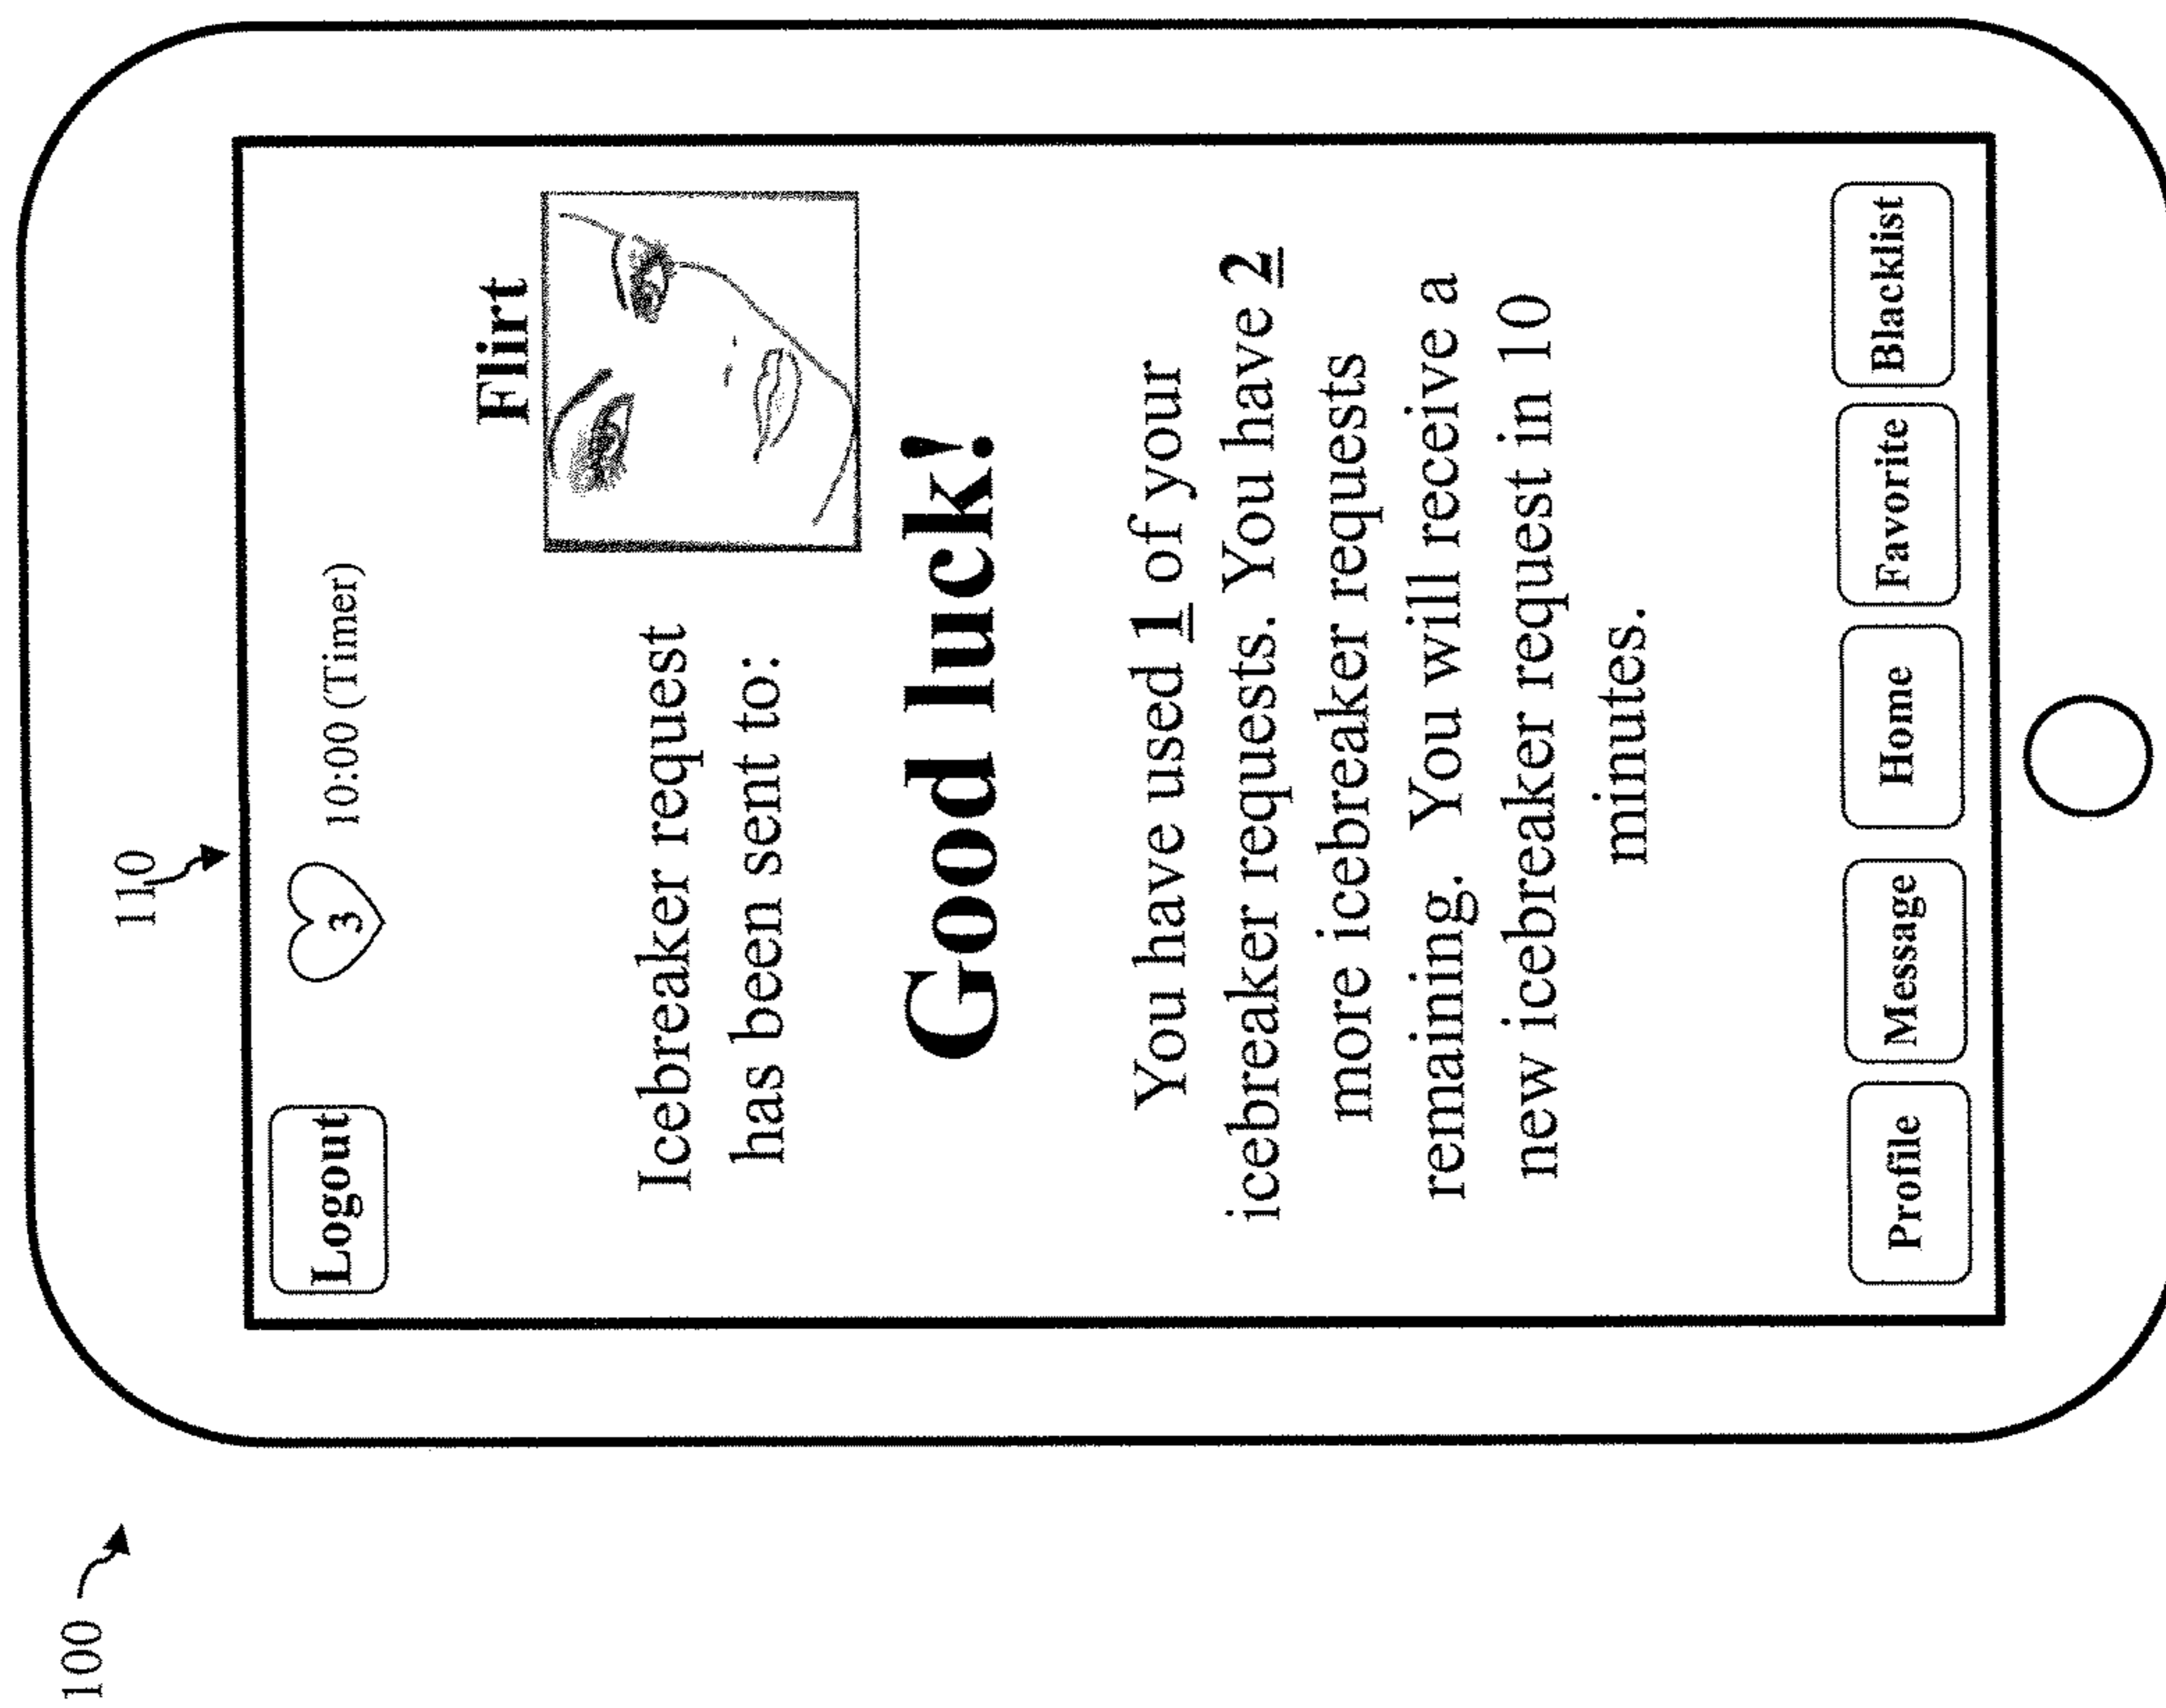 100
110
Logout
3
10:00 (Timer)
Flirt
Icebreaker request
has been sent to:
Good luck!
You have used 1 of your
icebreaker requests. You have 2
more icebreaker requests
remaining. You will receive a
new icebreaker request in 10
minutes.
Profile
Message
Home
Favorite
Blacklist